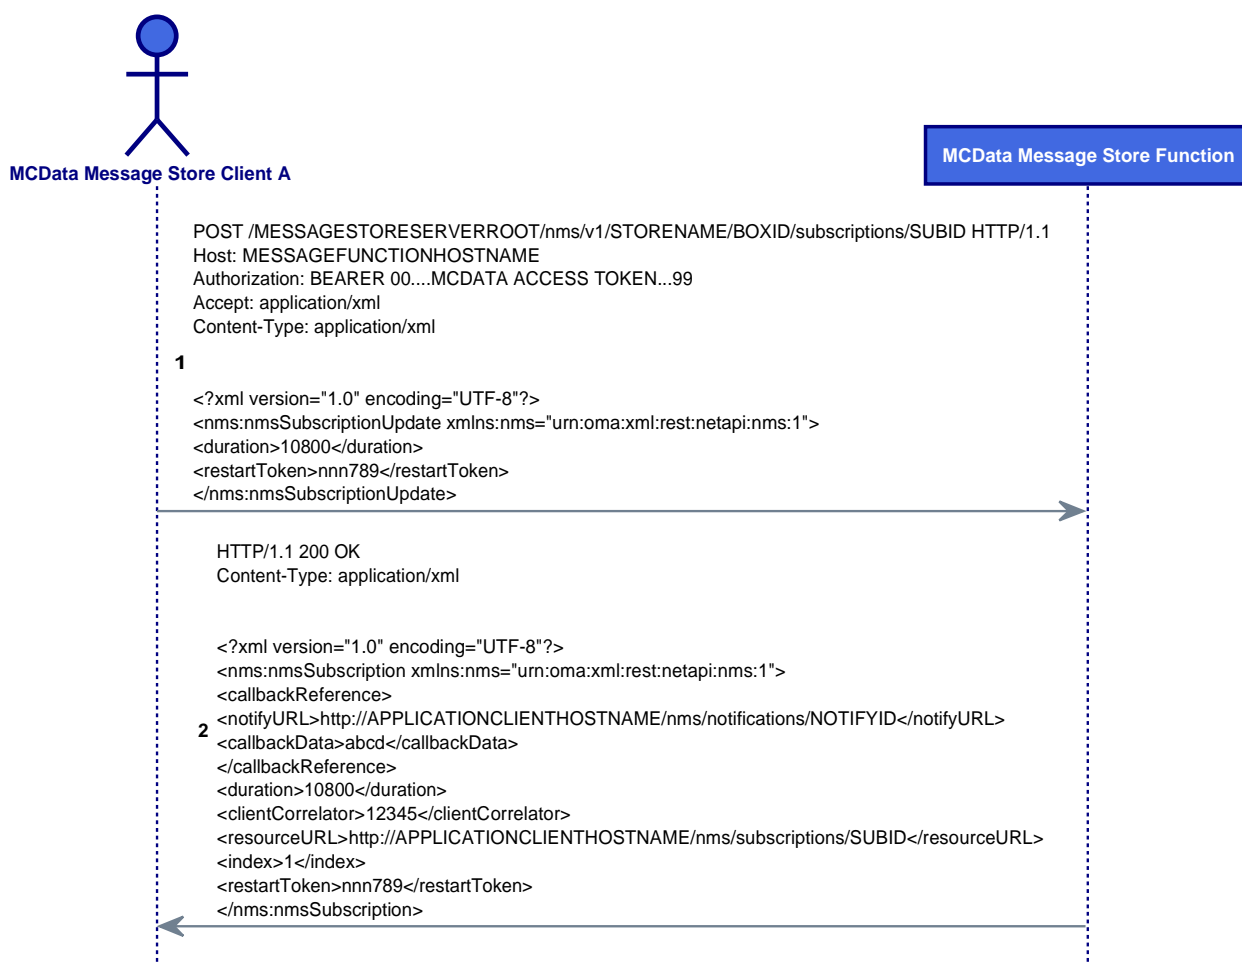 MCData Message Store Client A
MCData Message Store Function
POST /MESSAGESTORESERVERROOT/nms/v1/STORENAME/BOXID/subscriptions/SUBID HTTP/1.1
Host: MESSAGEFUNCTIONHOSTNAME
Authorization: BEARER 00....MCDATA ACCESS TOKEN...99
Accept: application/xml
Content-Type: application/xml
1
<?xml version="1.0" encoding="UTF-8"?>
<nms:nmsSubscriptionUpdate xmlns:nms="urn:oma:xml:rest:netapi:nms:1">
<duration>10800</duration>
<restartToken>nnn789</restartToken>
</nms:nmsSubscriptionUpdate>
HTTP/1.1 200 OK
Content-Type: application/xml
<?xml version="1.0" encoding="UTF-8"?>
<nms:nmsSubscription xmlns:nms="urn:oma:xml:rest:netapi:nms:1">
<callbackReference>
<notifyURL>http://APPLICATIONCLIENTHOSTNAME/nms/notifications/NOTIFYID</notifyURL>
2
<callbackData>abcd</callbackData>
</callbackReference>
<duration>10800</duration>
<clientCorrelator>12345</clientCorrelator>
<resourceURL>http://APPLICATIONCLIENTHOSTNAME/nms/subscriptions/SUBID</resourceURL>
<index>1</index>
<restartToken>nnn789</restartToken>
</nms:nmsSubscription>